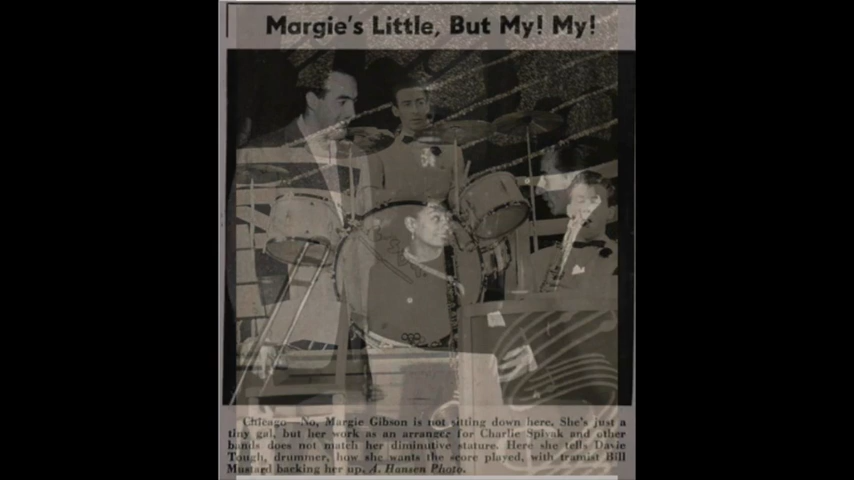 Margie's Little, But My! My!
Chicago—No, Margie Gibson is not sitting down here. She's just a
tiny gal, but her work as an arranger for Charlie Spivak and other
bands does not match her diminutive stature. Here she tells Davie
Tough, drummer, how she wants the score played, with tramist Bill
Mustard backing her up. A. Hansen Photo.